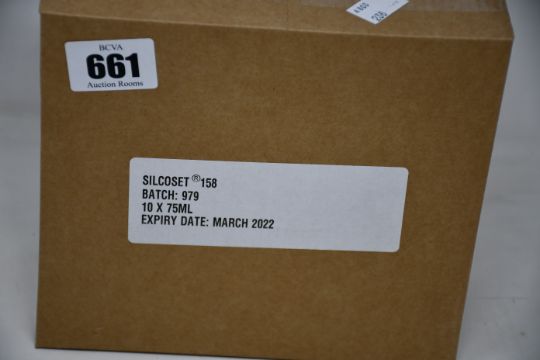 BCVA
661
Auction Rooms
SILCOSET ®158
BATCH: 979
10 X 75ML
EXPIRY DATE: MARCH 2022